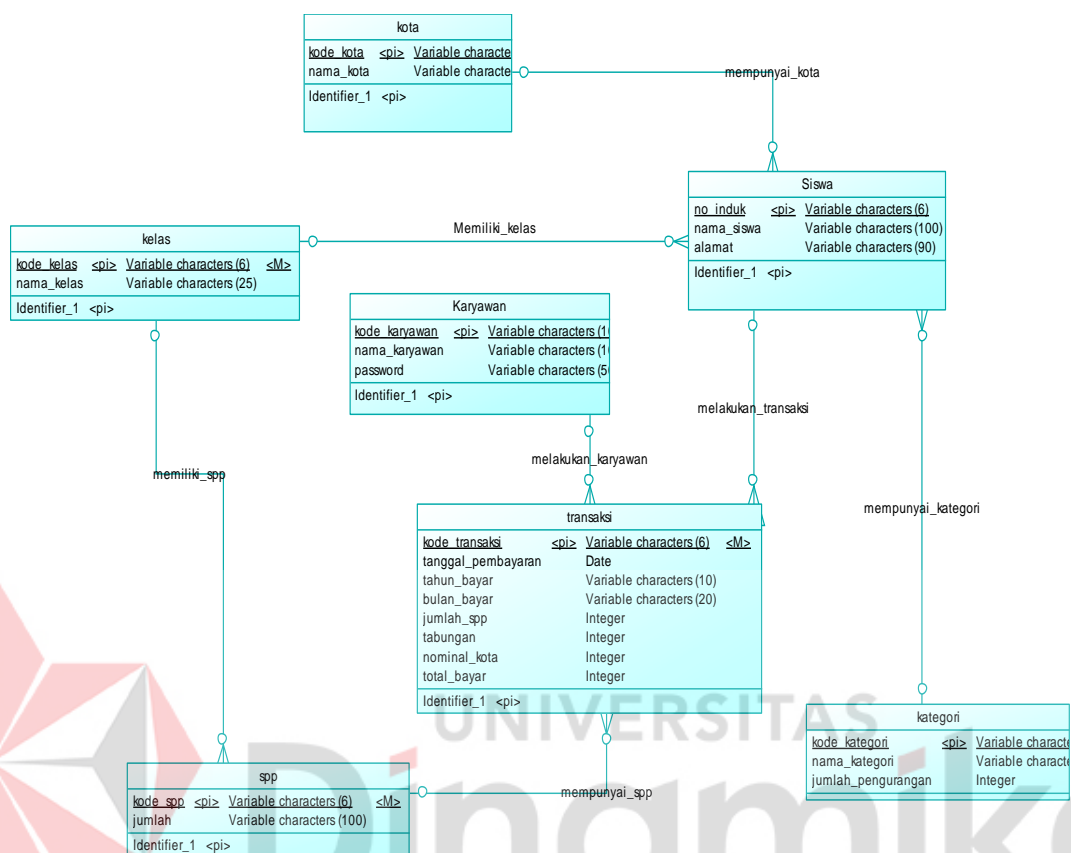 kota
kode_kota <pi> Variable characte
nama_kota Variable characte
Identifier_1 <pi>
mempunyai_kota
Siswa
no_induk <pi> Variable characters (6)
nama_siswa Variable characters (100)
alamat Variable characters (90)
Identifier_1 <pi>
Memiliki_kelas
kelas
kode_kelas <pi> Variable characters (6) <M>
nama_kelas Variable characters (25)
Identifier_1 <pi>
Karyawan
kode_karyawan <pi> Variable characters (1
nama_karyawan Variable characters (1
password Variable characters (5
Identifier_1 <pi>
melakukan_transaksi
melakukan_karyawan
memiliki_spp
mempunyai_kategori
transaksi
kode_transaksi <pi> Variable characters (6) <M>
tanggal_pembayaran Date
tahun_bayar Variable characters (10)
bulan_bayar Variable characters (20)
jumlah_spp Integer
tabungan Integer
nominal_kota Integer
total_bayar Integer
Identifier_1 <pi>
UNIVERSITAS
Dinamika
kategori
kode_kategori <pi> Variable characte
nama_kategori Variable characte
jumlah_pengurangan Integer
spp
kode_spp <pi> Variable characters (6) <M>
jumlah Variable characters (100)
Identifier_1 <pi>
mempunyai_spp